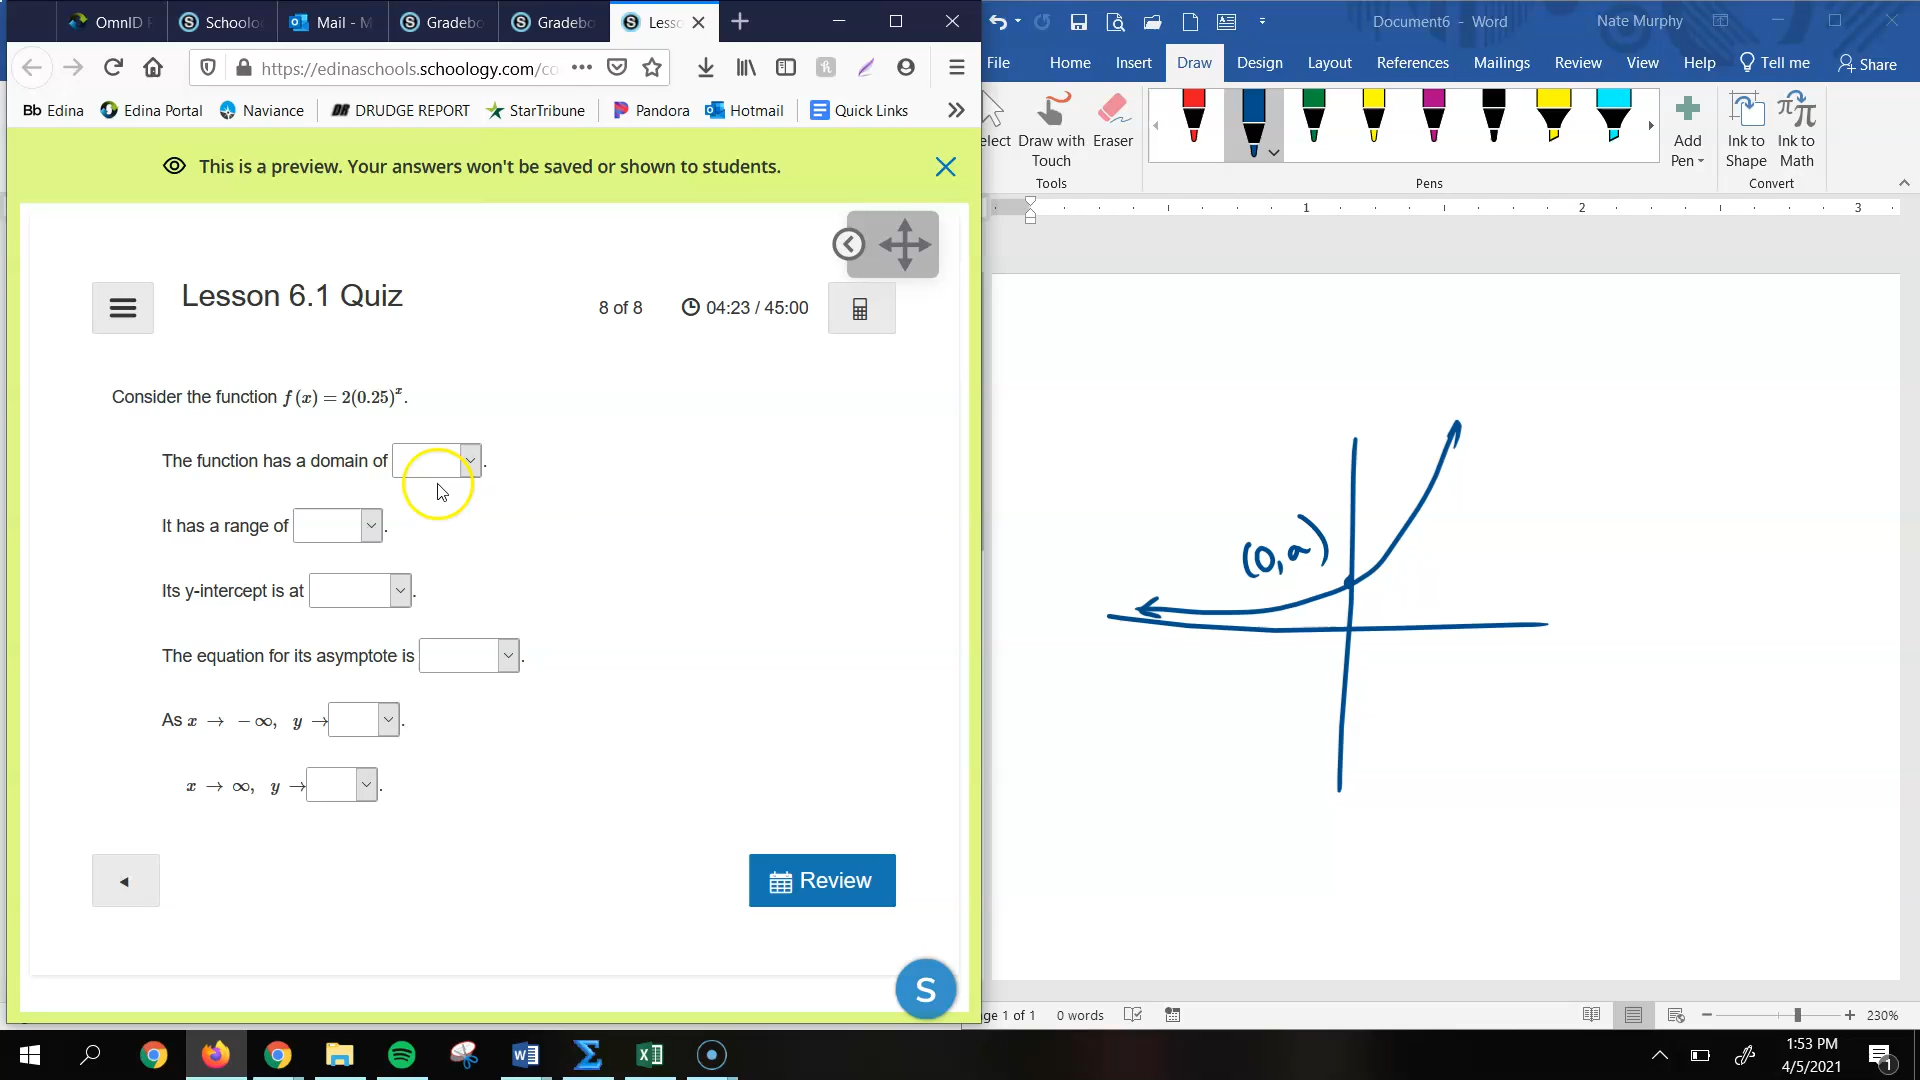 OmnID
Schoolo
Mail - M
Gradebo
Gradebo
Lesso
https://edinaschools.schoology.com/co
Bb Edina
Edina Portal
Naviance
DR DRUDGE REPORT
StarTribune
Pandora
Hotmail
Quick Links
This is a preview. Your answers won't be saved or shown to students.
Lesson 6.1 Quiz
8 of 8
04:23 / 45:00
Consider the function f(x) = 2(0.25)^x.
The function has a domain of .
It has a range of .
Its y-intercept is at .
The equation for its asymptote is .
As x → −∞, y → .
x → ∞, y → .
Review
S
Document6 - Word
Nate Murphy
File Home Insert Draw Design Layout References Mailings Review View Help Tell me Share
elect
Draw with Touch
Eraser
Tools
Pens
Add Pen
Ink to Shape
Ink to Math
Convert
1 2 3
(0, a)
ge 1 of 1
0 words
230%
1:53 PM
4/5/2021
1